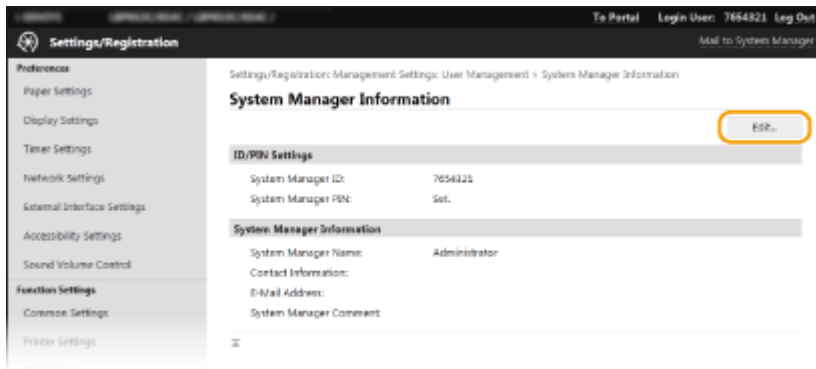 To Portal Login User: 7654321 Log Out
Settings/Registration
Mail to System Manager
Preferences
Paper Settings
Display Settings
Timer Settings
Network Settings
External Interface Settings
Accessibility Settings
Sound Volume Control
Function Settings
Common Settings
Printer Settings
Settings/Registration: Management Settings: User Management > System Manager Information
System Manager Information
Edit...
ID/PIN Settings
System Manager ID: 7654321
System Manager PIN: Set.
System Manager Information
System Manager Name: Administrator
Contact Information:
E-Mail Address:
System Manager Comment: